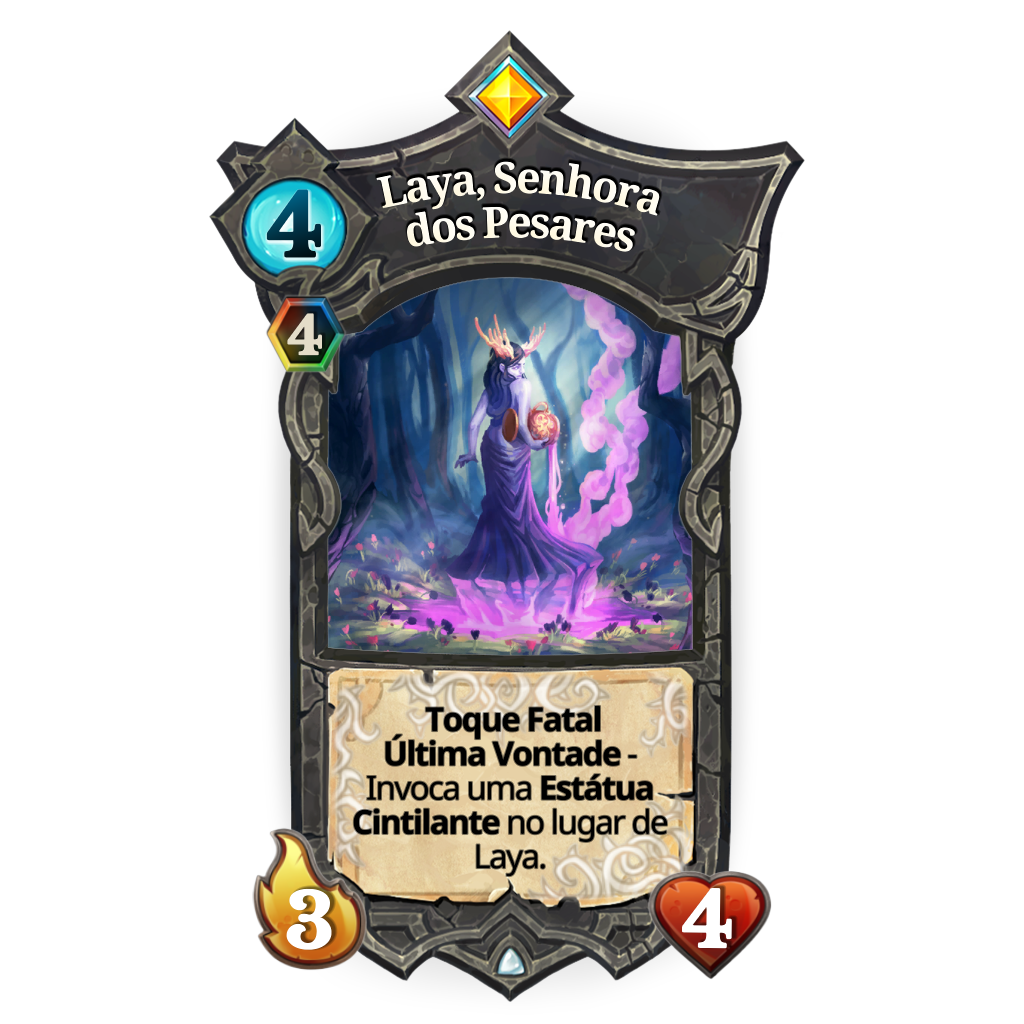 4
Laya, Senhora
dos Pesares
4
Toque Fatal
Última Vontade -
Invoca uma Estátua
Cintilante no lugar de
Laya.
3
4